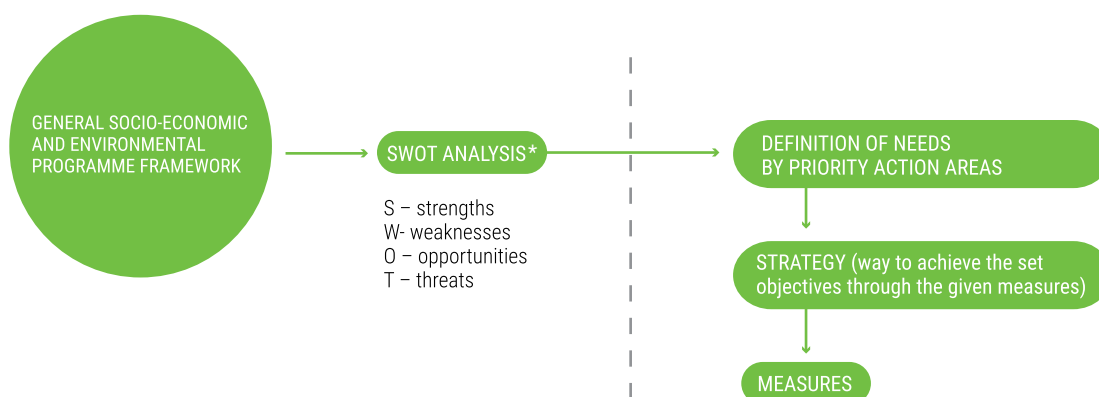 GENERAL SOCIO-ECONOMIC
AND ENVIRONMENTAL
PROGRAMME FRAMEWORK
SWOT ANALYSIS*
S – strengths
W- weaknesses
O – opportunities
T – threats
DEFINITION OF NEEDS
BY PRIORITY ACTION AREAS
STRATEGY (way to achieve the set
objectives through the given measures)
MEASURES